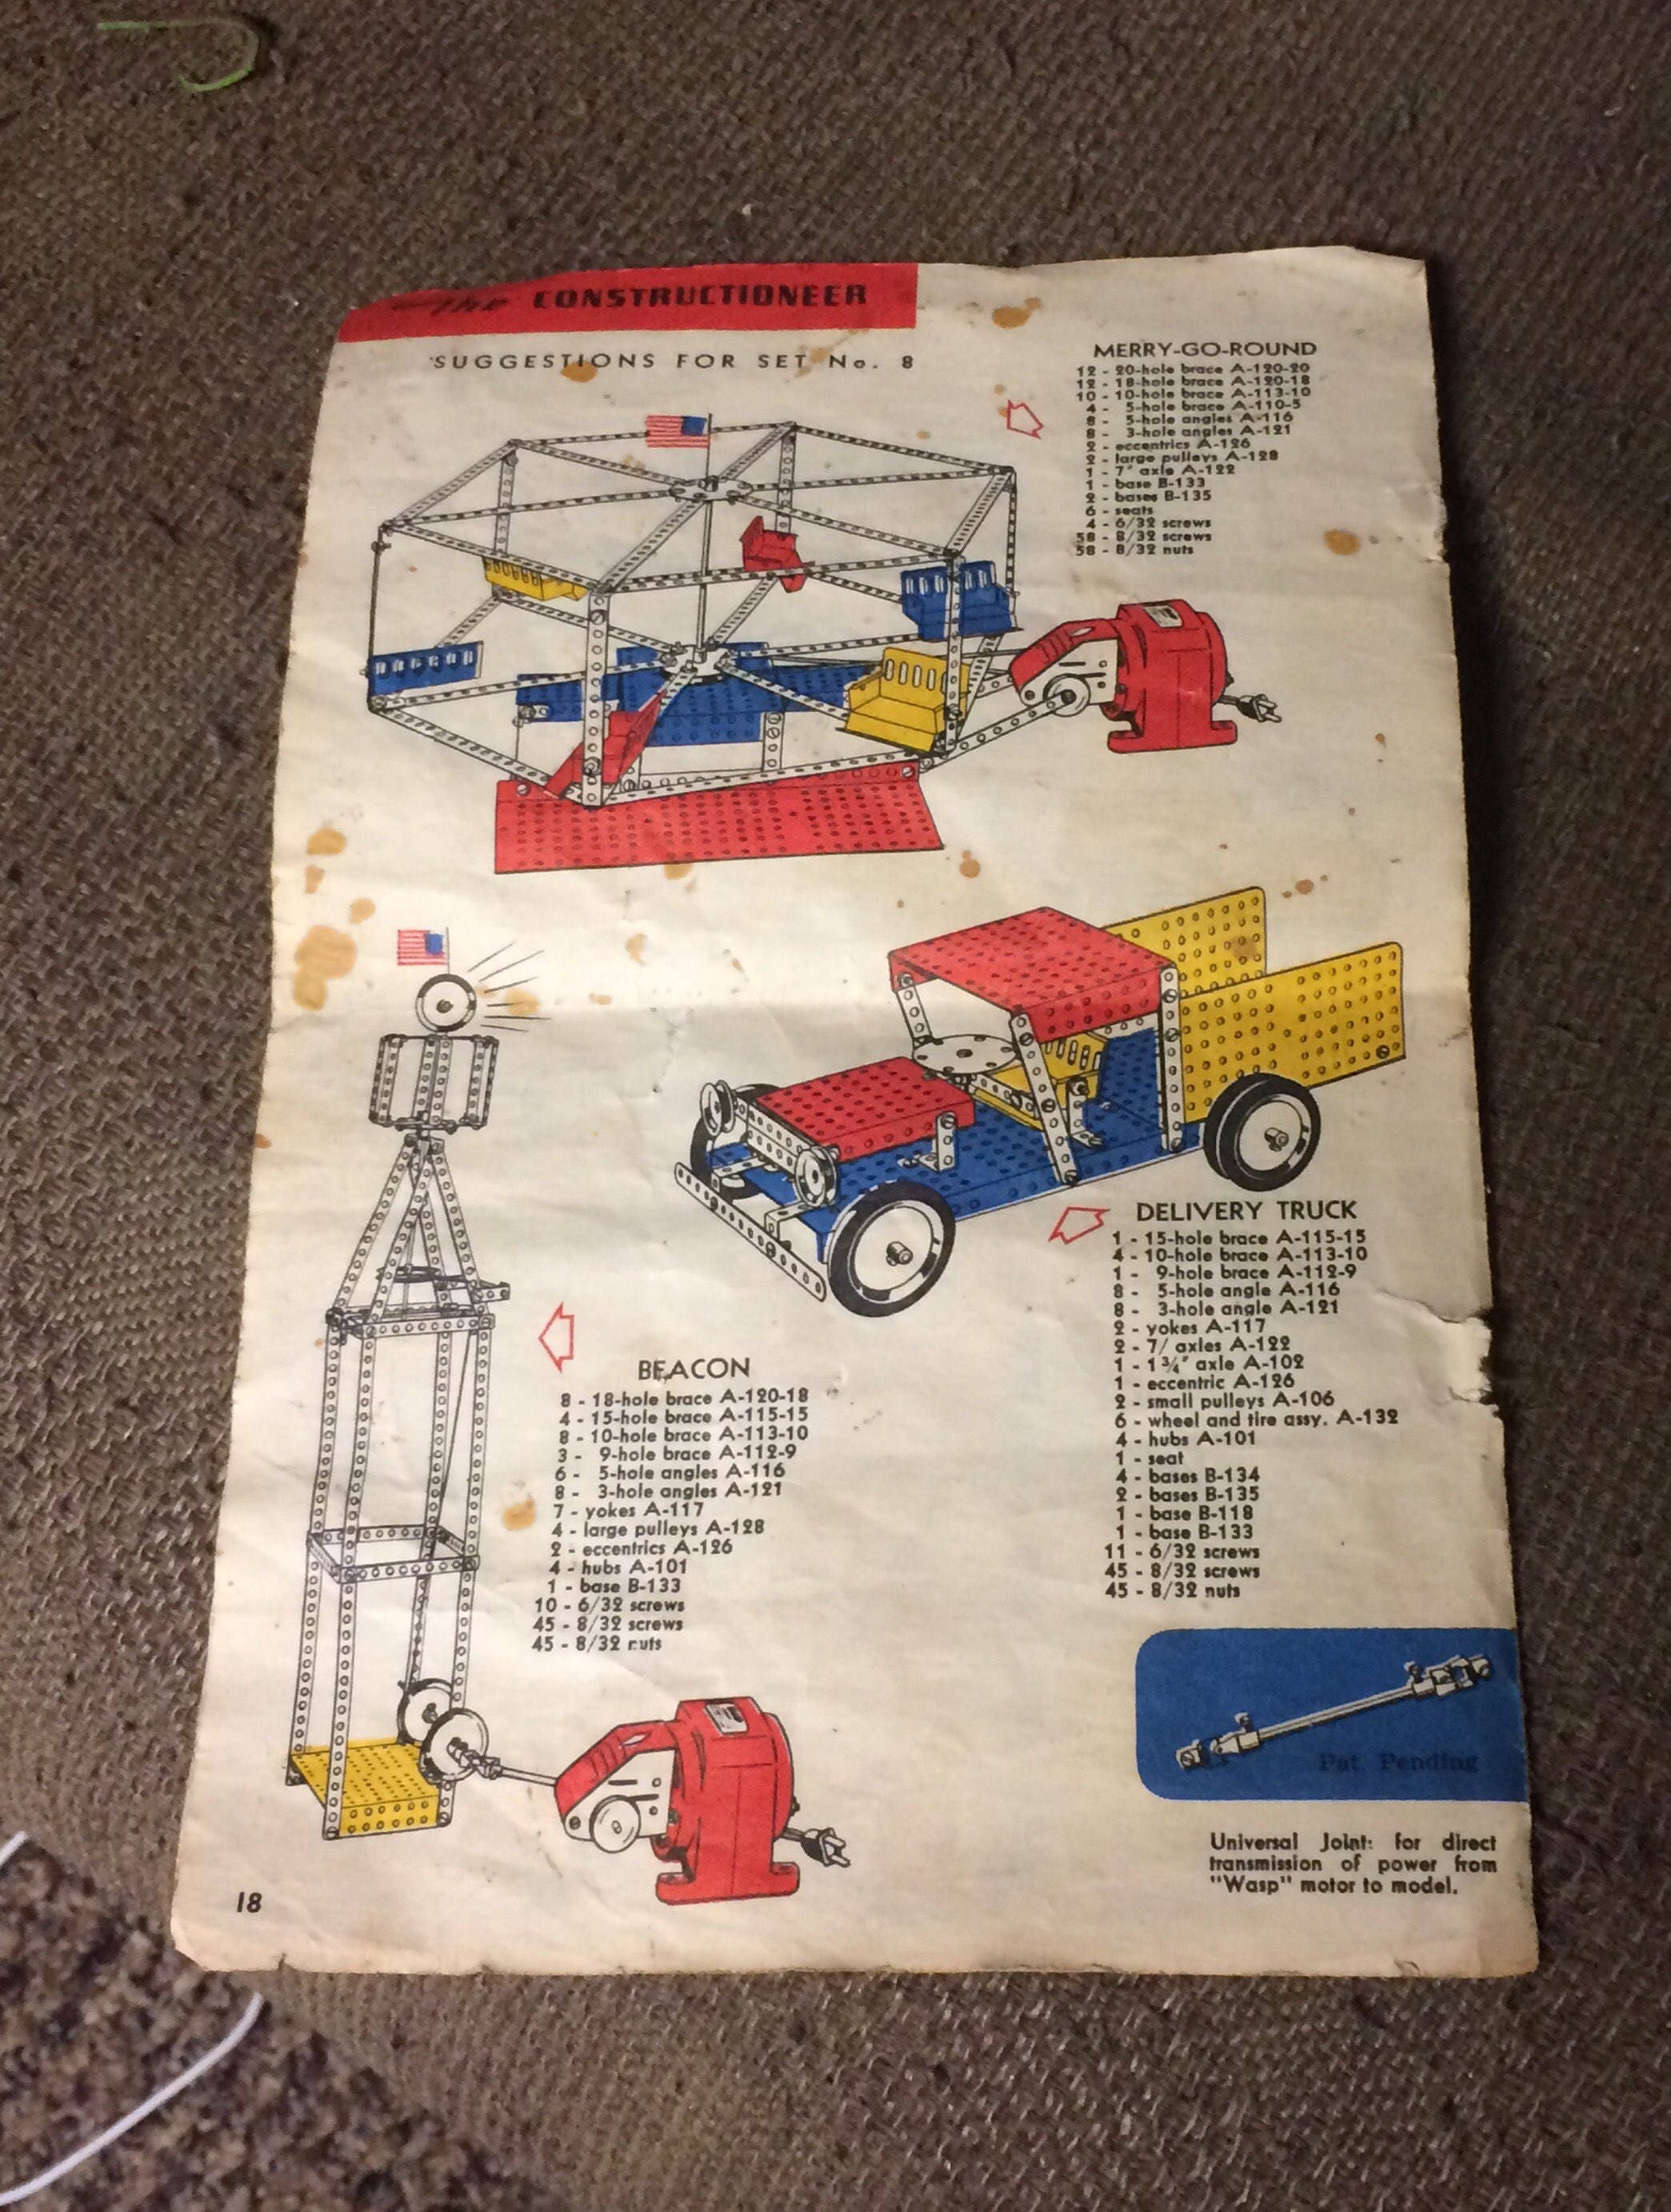 The CONSTRUCTIONEER
SUGGESTIONS FOR SET No. 8
MERRY-GO-ROUND
12 - 20-hole brace A-120-20
12 - 18-hole brace A-120-18
10 - 10-hole brace A-113-10
4 - 5-hole brace A-110-5
8 - 5-hole angles A-116
8 - 3-hole angles A-121
2 - eccentrics A-126
2 - large pulleys A-128
1 - 7" axle A-122
1 - base B-133
2 - bases B-135
6 - seats
4 - 6/32 screws
58 - 8/32 screws
58 - 8/32 nuts
DELIVERY TRUCK
1 - 15-hole brace A-115-15
4 - 10-hole brace A-113-10
1 - 9-hole brace A-112-9
8 - 5-hole angle A-116
8 - 3-hole angle A-121
2 - yokes A-117
2 - 7/ axles A-122
1 - 1 3/4" axle A-102
1 - eccentric A-126
2 - small pulleys A-106
6 - wheel and tire assy. A-132
4 - hubs A-101
1 - seat
4 - bases B-134
2 - bases B-135
1 - base B-118
1 - base B-133
11 - 6/32 screws
45 - 8/32 screws
45 - 8/32 nuts
BEACON
8 - 18-hole brace A-120-18
4 - 15-hole brace A-115-15
8 - 10-hole brace A-113-10
3 - 9-hole brace A-112-9
6 - 5-hole angles A-116
8 - 3-hole angles A-121
7 - yokes A-117
4 - large pulleys A-128
2 - eccentrics A-126
4 - hubs A-101
1 - base B-133
10 - 6/32 screws
45 - 8/32 screws
45 - 8/32 nuts
Pat. Pending
Universal Joint: for direct
transmission of power from
"Wasp" motor to model.
18